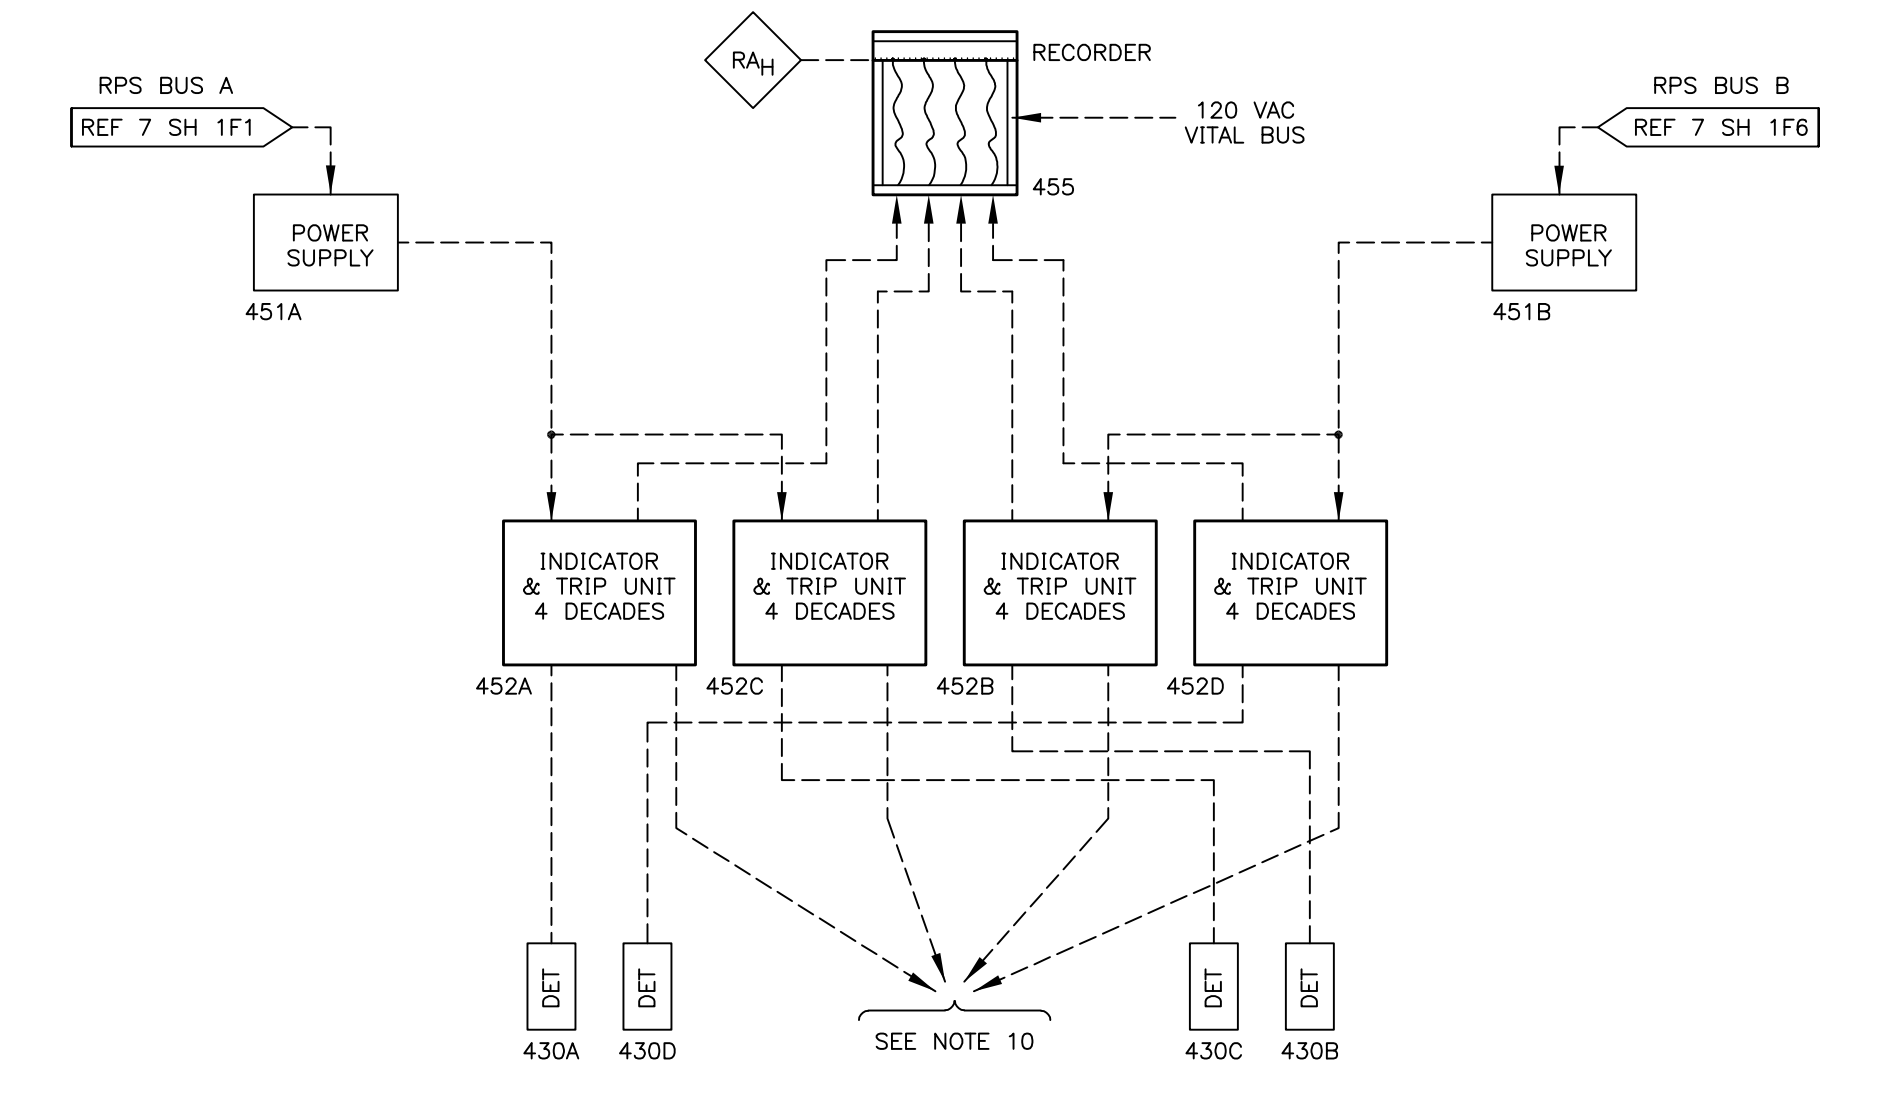 RAH
RECORDER
RPS BUS A
REF 7 SH 1F1
120 VAC
VITAL BUS
RPS BUS B
REF 7 SH 1F6
455
POWER
SUPPLY
451A
POWER
SUPPLY
451B
INDICATOR
& TRIP UNIT
4 DECADES
452A
INDICATOR
& TRIP UNIT
4 DECADES
452C
INDICATOR
& TRIP UNIT
4 DECADES
452B
INDICATOR
& TRIP UNIT
4 DECADES
452D
DET
430A
DET
430D
SEE NOTE 10
DET
430C
DET
430B